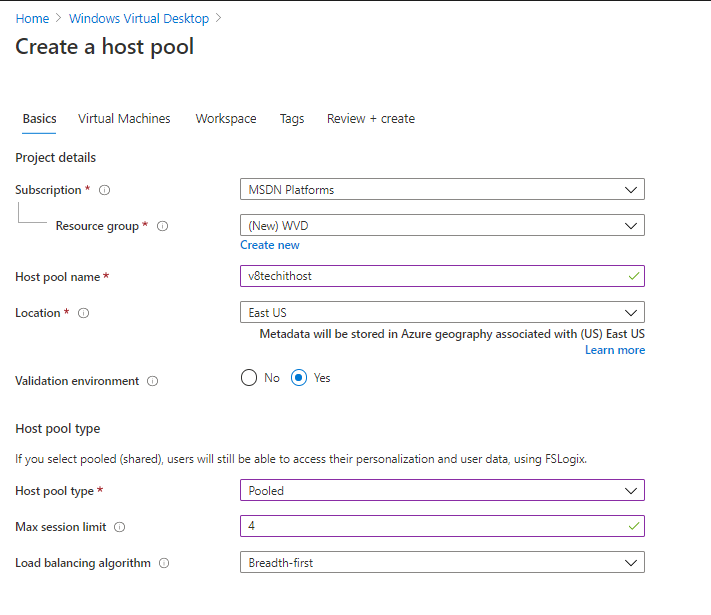 Home > Windows Virtual Desktop >
Create a host pool
Basics Virtual Machines Workspace Tags Review + create
Project details
Subscription * MSDN Platforms
Resource group * (New) WVD
Create new
Host pool name * v8techithost
Location * East US
Metadata will be stored in Azure geography associated with (US) East US
Learn more
Validation environment No Yes
Host pool type
If you select pooled (shared), users will still be able to access their personalization and user data, using FSLogix.
Host pool type * Pooled
Max session limit 4
Load balancing algorithm Breadth-first